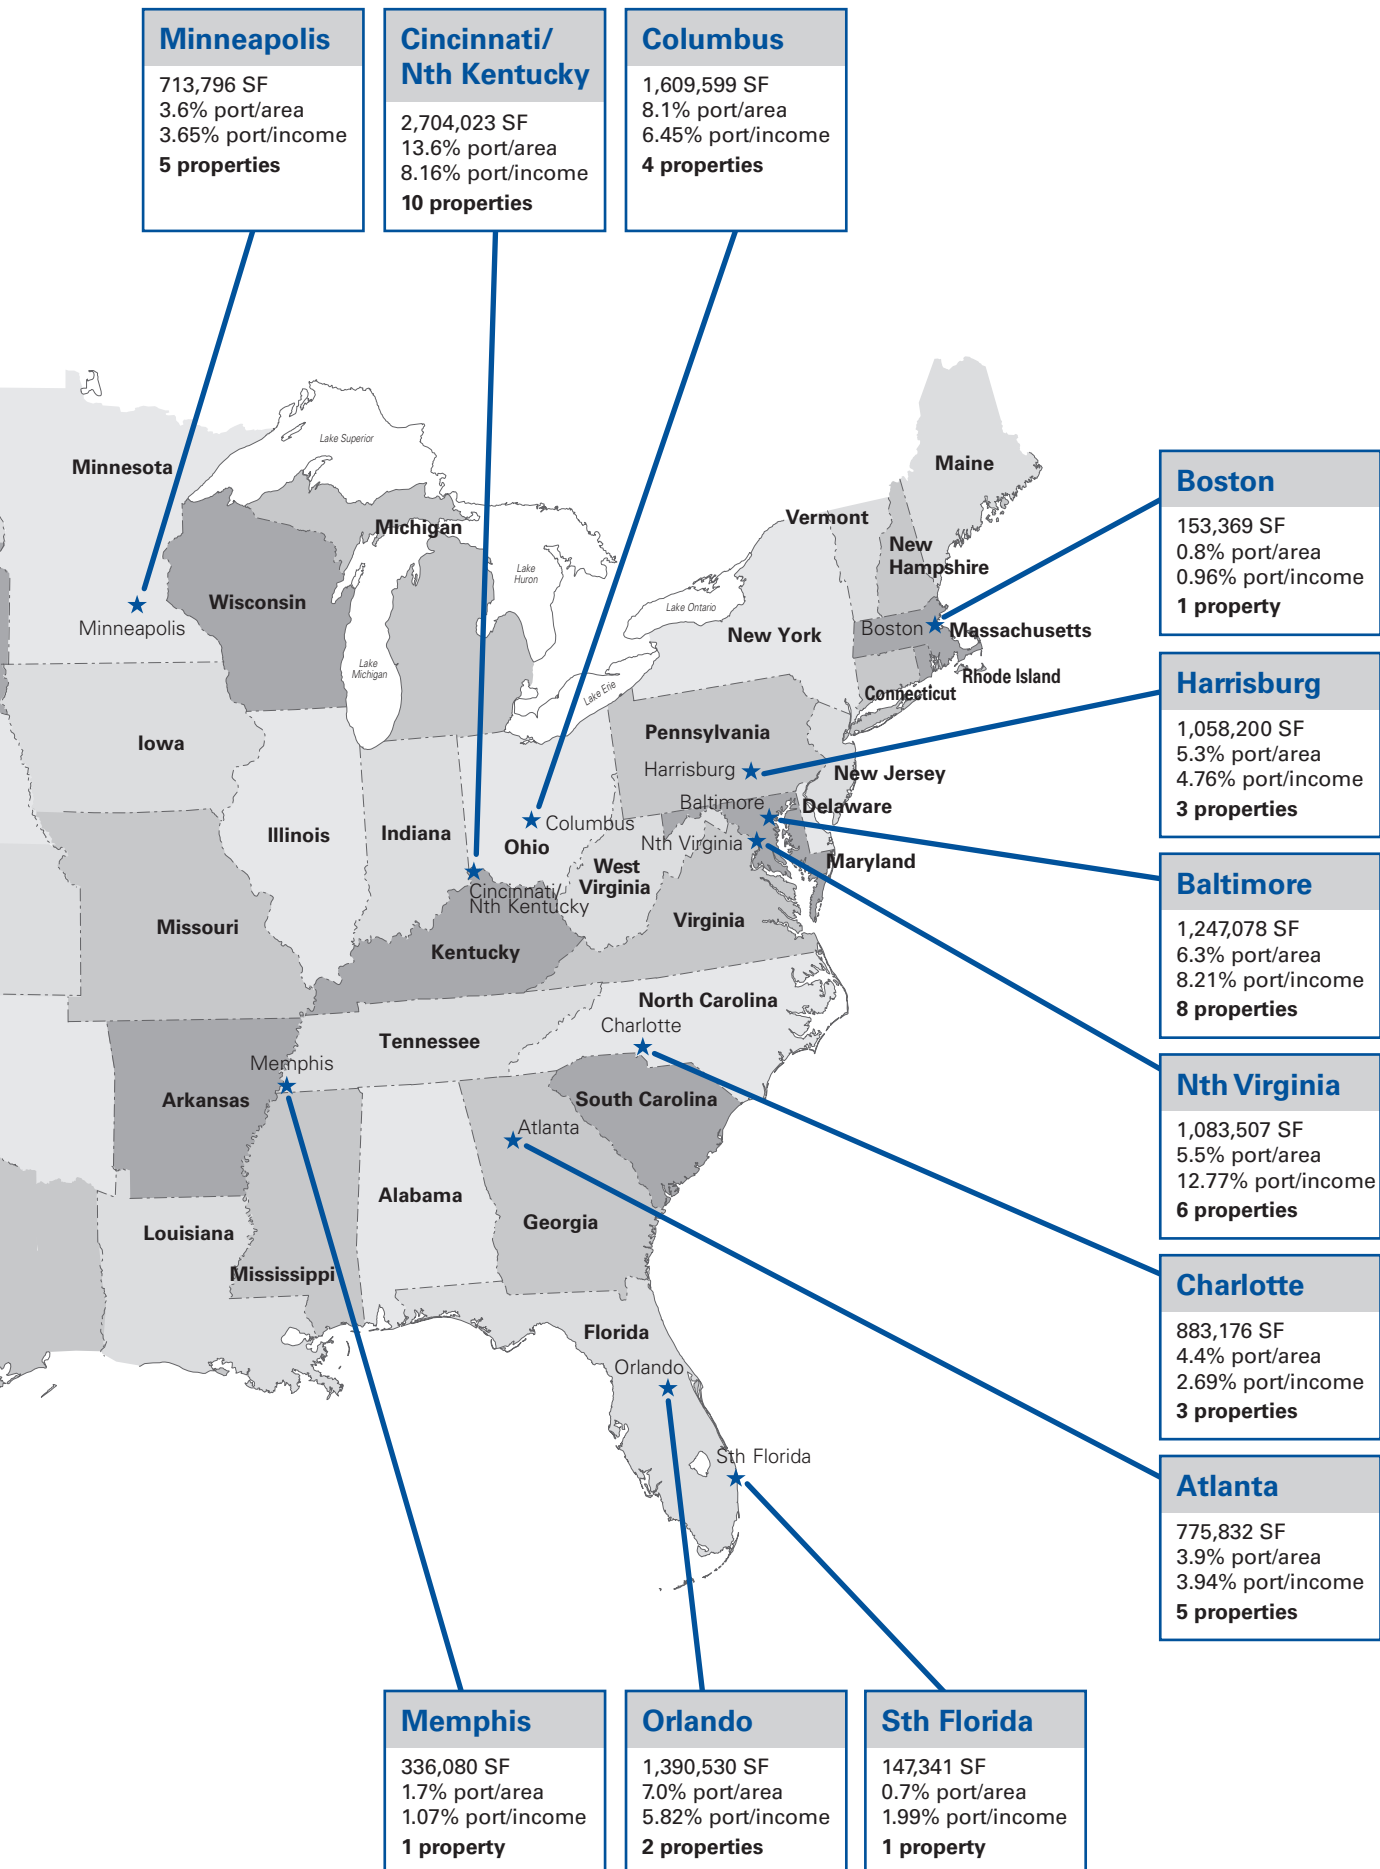 Minneapolis
713,796 SF
3.6% port/area
3.65% port/income
5 properties
Cincinnati/
Nth Kentucky
2,704,023 SF
13.6% port/area
8.16% port/income
10 properties
Columbus
1,609,599 SF
8.1% port/area
6.45% port/income
4 properties
Lake Superior
Minnesota
Maine
Michigan
Vermont
New
Hampshire
Lake
Huron
Wisconsin
Lake Ontario
Minneapolis
New York
Boston
Massachusetts
Lake
Michigan
Rhode Island
Lake Erie
Connecticut
Iowa
Pennsylvania
Harrisburg
New Jersey
Baltimore
Delaware
Illinois
Indiana
Columbus
Ohio
Nth Virginia
Maryland
West
Virginia
Cincinnati/
Nth Kentucky
Missouri
Virginia
Kentucky
North Carolina
Charlotte
Tennessee
Memphis
Arkansas
South Carolina
Atlanta
Alabama
Georgia
Louisiana
Mississippi
Florida
Orlando
Sth Florida
Boston
153,369 SF
0.8% port/area
0.96% port/income
1 property
Harrisburg
1,058,200 SF
5.3% port/area
4.76% port/income
3 properties
Baltimore
1,247,078 SF
6.3% port/area
8.21% port/income
8 properties
Nth Virginia
1,083,507 SF
5.5% port/area
12.77% port/income
6 properties
Charlotte
883,176 SF
4.4% port/area
2.69% port/income
3 properties
Atlanta
775,832 SF
3.9% port/area
3.94% port/income
5 properties
Memphis
336,080 SF
1.7% port/area
1.07% port/income
1 property
Orlando
1,390,530 SF
7.0% port/area
5.82% port/income
2 properties
Sth Florida
147,341 SF
0.7% port/area
1.99% port/income
1 property